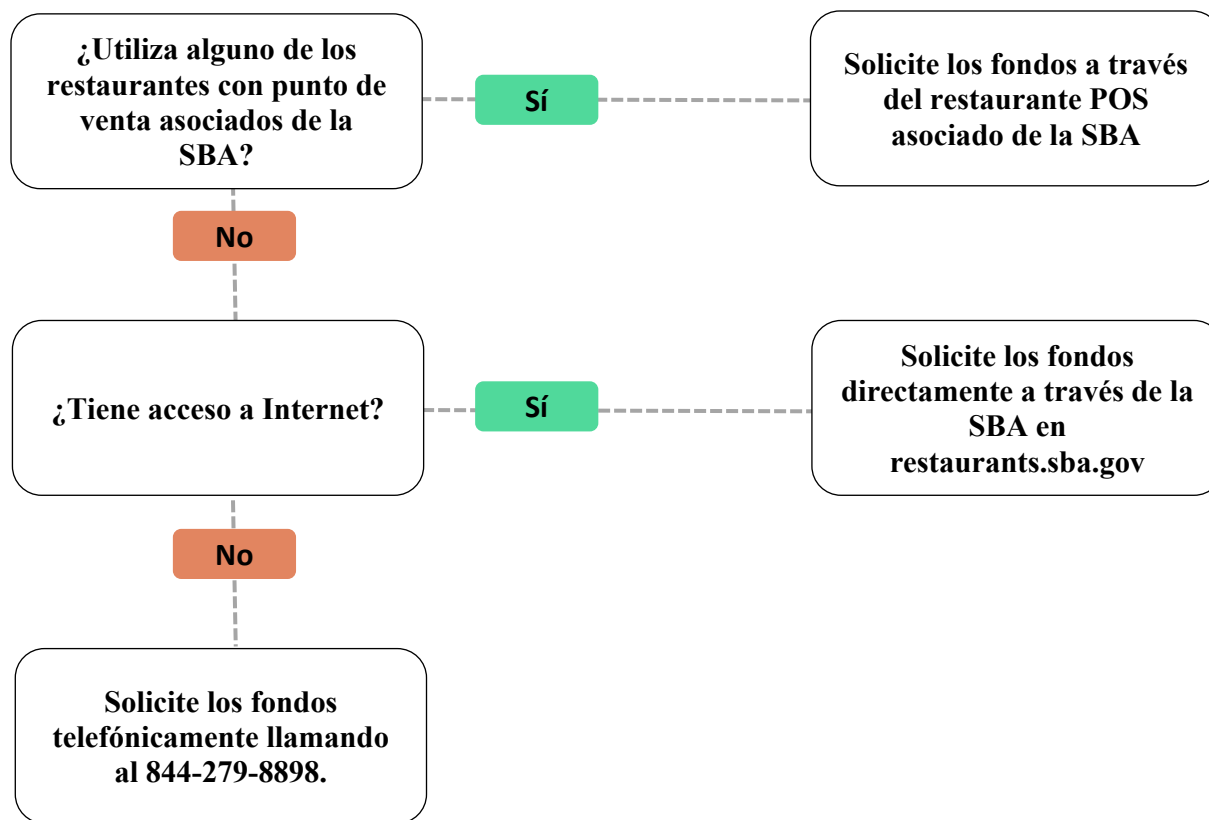 ¿Utiliza alguno de los
restaurantes con punto de
venta asociados de la
SBA?
Sí
Solicite los fondos a través
del restaurante POS
asociado de la SBA
No
¿Tiene acceso a Internet?
Sí
Solicite los fondos
directamente a través de la
SBA en
restaurants.sba.gov
No
Solicite los fondos
telefónicamente llamando
al 844-279-8898.